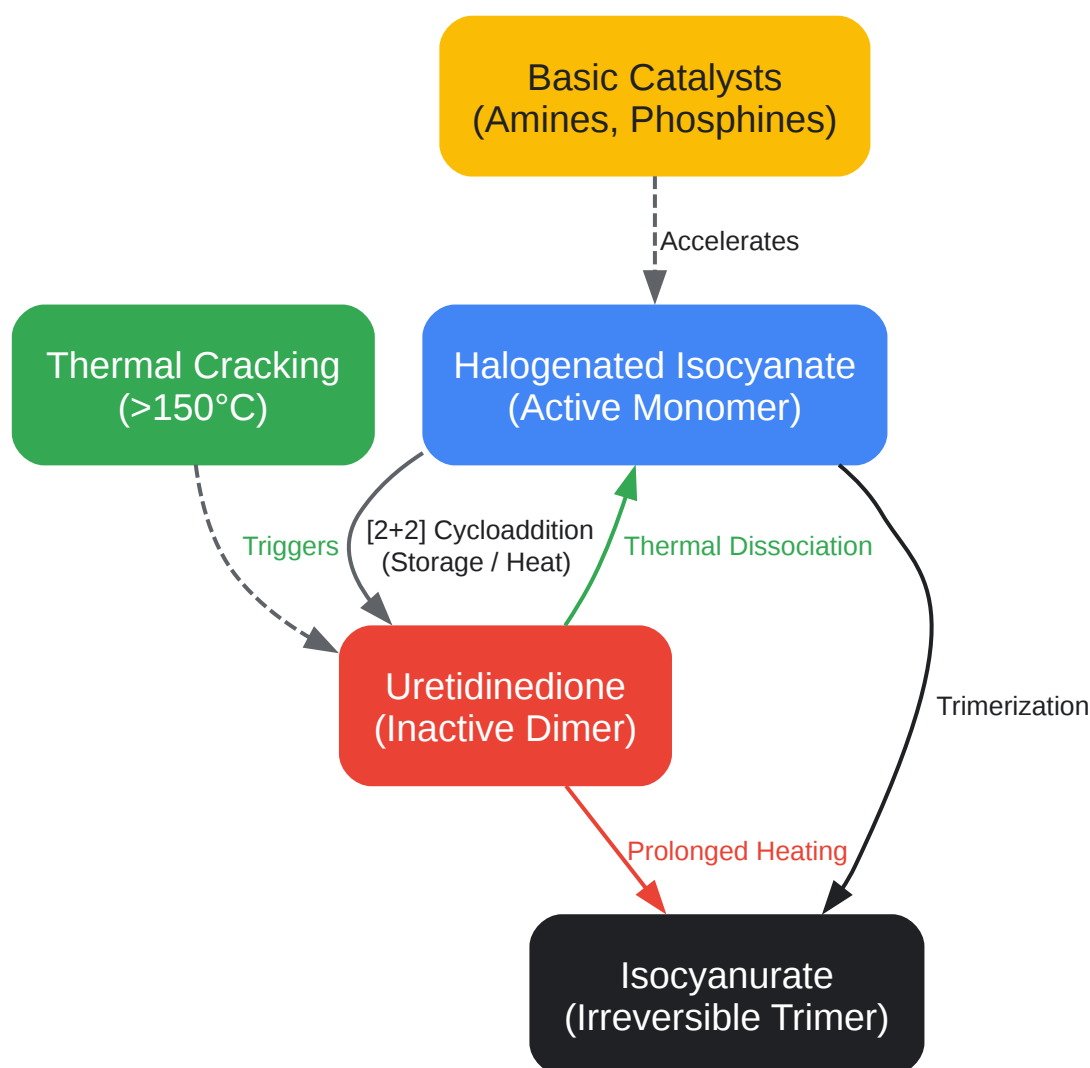 Basic Catalysts
(Amines, Phosphines)
Accelerates
Thermal Cracking
(>150°C)
Halogenated Isocyanate
(Active Monomer)
Triggers
[2+2] Cycloaddition
(Storage / Heat)
Thermal Dissociation
Uretidinedione
(Inactive Dimer)
Trimerization
Prolonged Heating
Isocyanurate
(Irreversible Trimer)